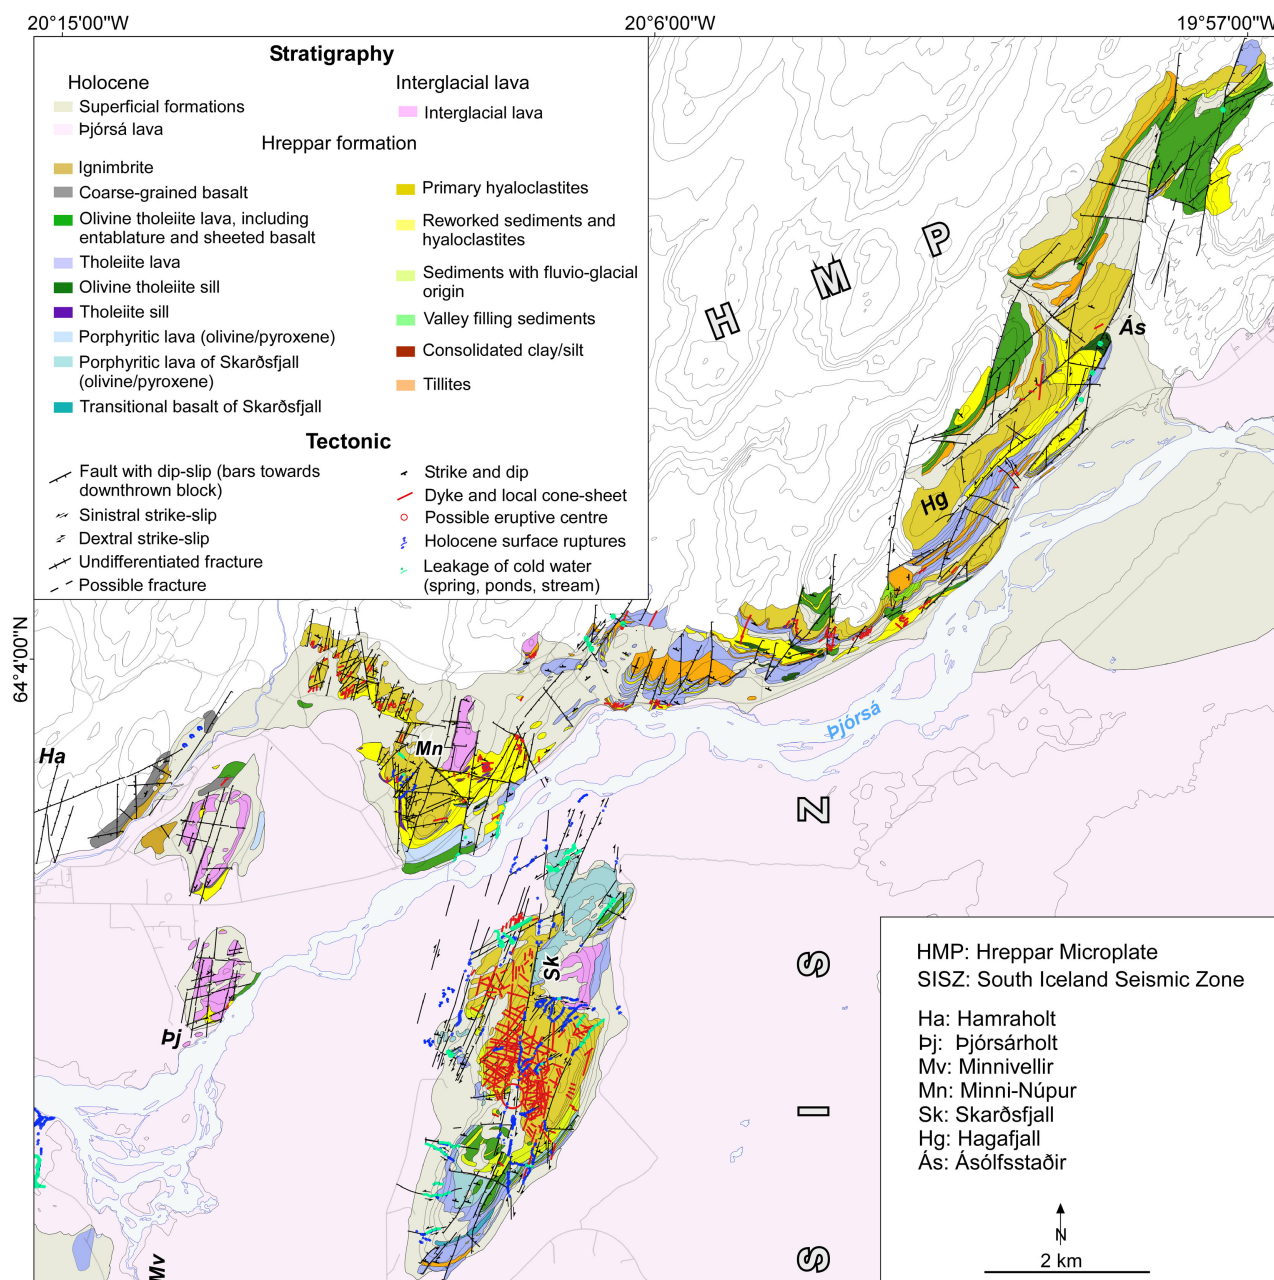 20°15'00"W
20°6'00"W
19°57'00"W
64°4'00"N
Stratigraphy
Holocene
Superficial formations
Þjórsá lava
Interglacial lava
Interglacial lava
Hreppar formation
Ignimbrite
Coarse-grained basalt
Olivine tholeiite lava, including
entablature and sheeted basalt
Tholeiite lava
Olivine tholeiite sill
Tholeiite sill
Porphyritic lava (olivine/pyroxene)
Porphyritic lava of Skarðsfjall
(olivine/pyroxene)
Transitional basalt of Skarðsfjall
Primary hyaloclastites
Reworked sediments and
hyaloclastites
Sediments with fluvio-glacial
origin
Valley filling sediments
Consolidated clay/silt
Tillites
Tectonic
Fault with dip-slip (bars towards
downthrown block)
Sinistral strike-slip
Dextral strike-slip
Undifferentiated fracture
Possible fracture
Strike and dip
Dyke and local cone-sheet
Possible eruptive centre
Holocene surface ruptures
Leakage of cold water
(spring, ponds, stream)
H M P
Ás
Hg
Þjórsá
Ha
Mn
Sk
Þj
Mv
S I S Z
HMP: Hreppar Microplate
SISZ: South Iceland Seismic Zone
Ha: Hamraholt
Þj: Þjórsárholt
Mv: Minnivellir
Mn: Minni-Núpur
Sk: Skarðsfjall
Hg: Hagafjall
Ás: Ásólfsstaðir
N
2 km